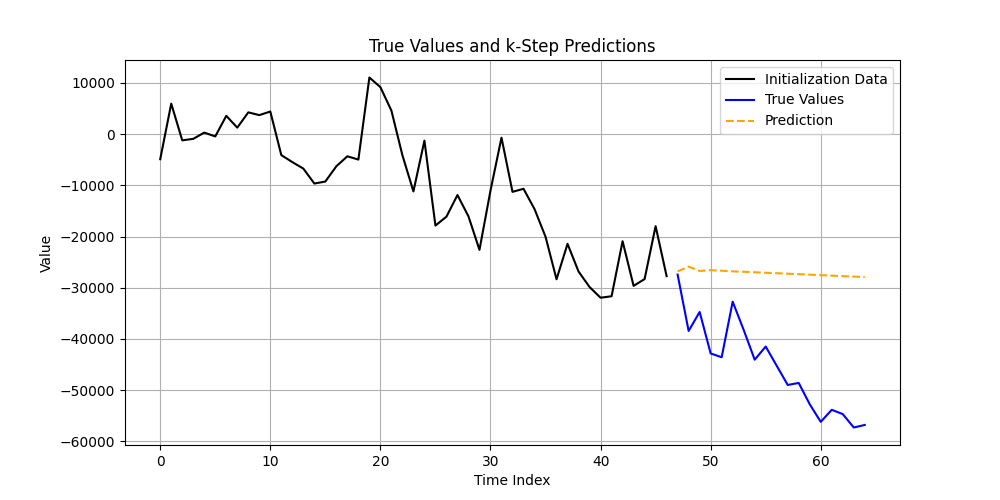 True Values and k-Step Predictions
Initialization Data
True Values
Prediction
Value
10000
0
−10000
−20000
−30000
−40000
−50000
−60000
0 10 20 30 40 50 60
Time Index